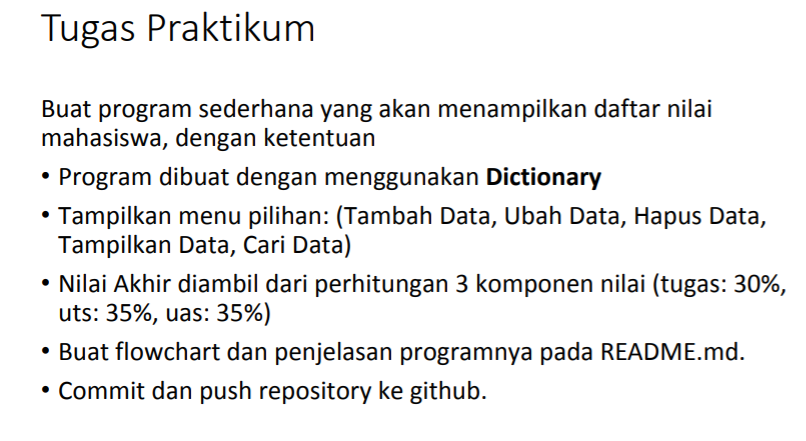 Tugas Praktikum
Buat program sederhana yang akan menampilkan daftar nilai
mahasiswa, dengan ketentuan
• Program dibuat dengan menggunakan Dictionary
• Tampilkan menu pilihan: (Tambah Data, Ubah Data, Hapus Data,
Tampilkan Data, Cari Data)
• Nilai Akhir diambil dari perhitungan 3 komponen nilai (tugas: 30%,
uts: 35%, uas: 35%)
• Buat flowchart dan penjelasan programnya pada README.md.
• Commit dan push repository ke github.